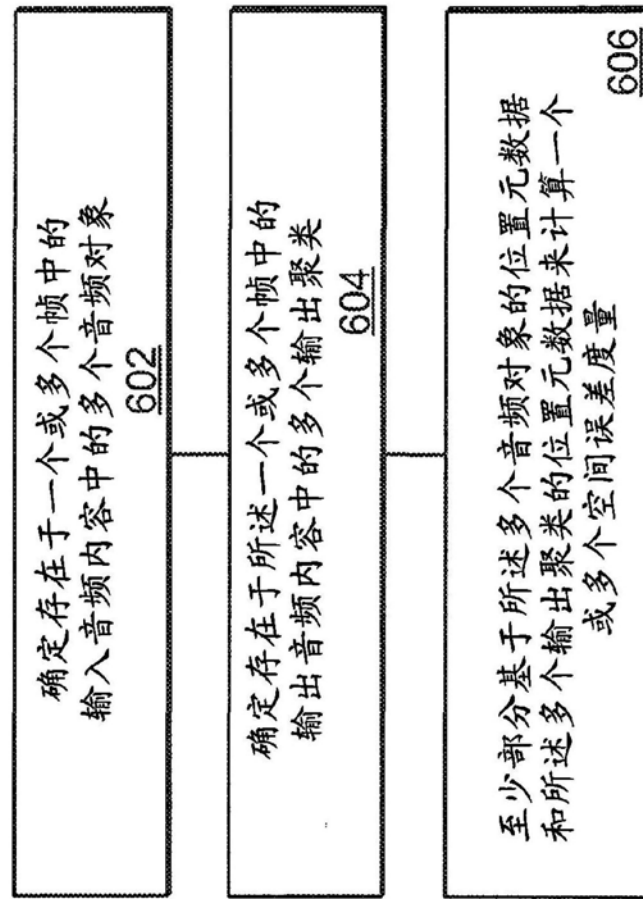 确定存在于一个或多个帧中的
输入音频内容中的多个音频对象
602
确定存在于所述一个或多个帧中的
输出音频内容中的多个输出聚类
604
至少部分基于所述多个音频对象的位置元数据
和所述多个输出聚类的位置元数据来计算一个
或多个空间误差度量
606